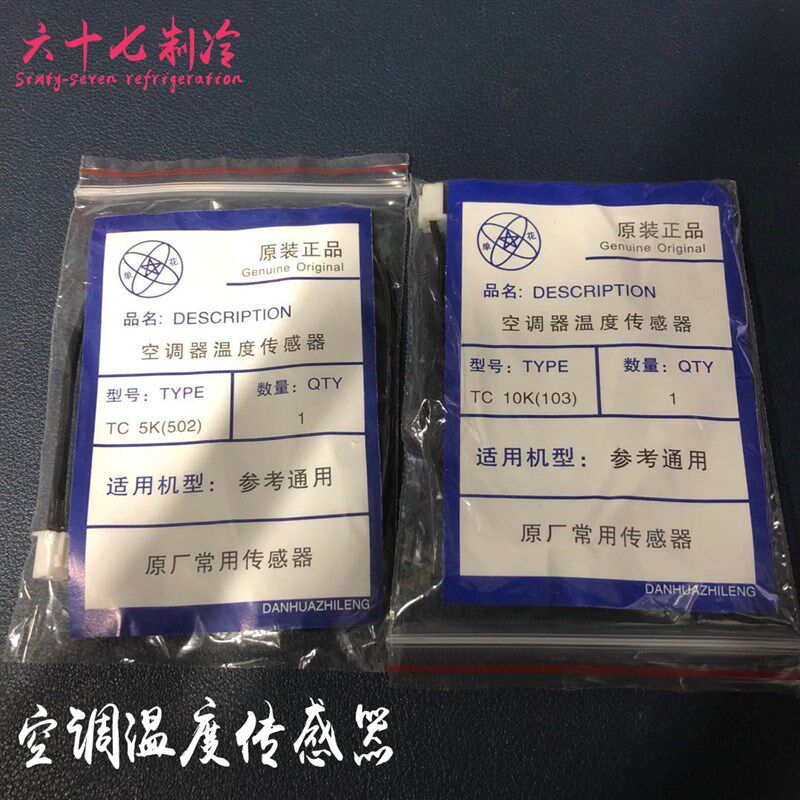 六十七制冷
Sixty-seven refrigeration
单花
原装正品
Genuine Original
品名: DESCRIPTION
空调器温度传感器
型号: TYPE
数量: QTY
TC 5K(502)
1
适用机型: 参考通用
原厂常用传感器
DANHUAZHILENG
单花
原装正品
Genuine Original
品名: DESCRIPTION
空调器温度传感器
型号: TYPE
数量: QTY
TC 10K(103)
1
适用机型: 参考通用
原厂常用传感器
DANHUAZHILENG
空调温度传感器